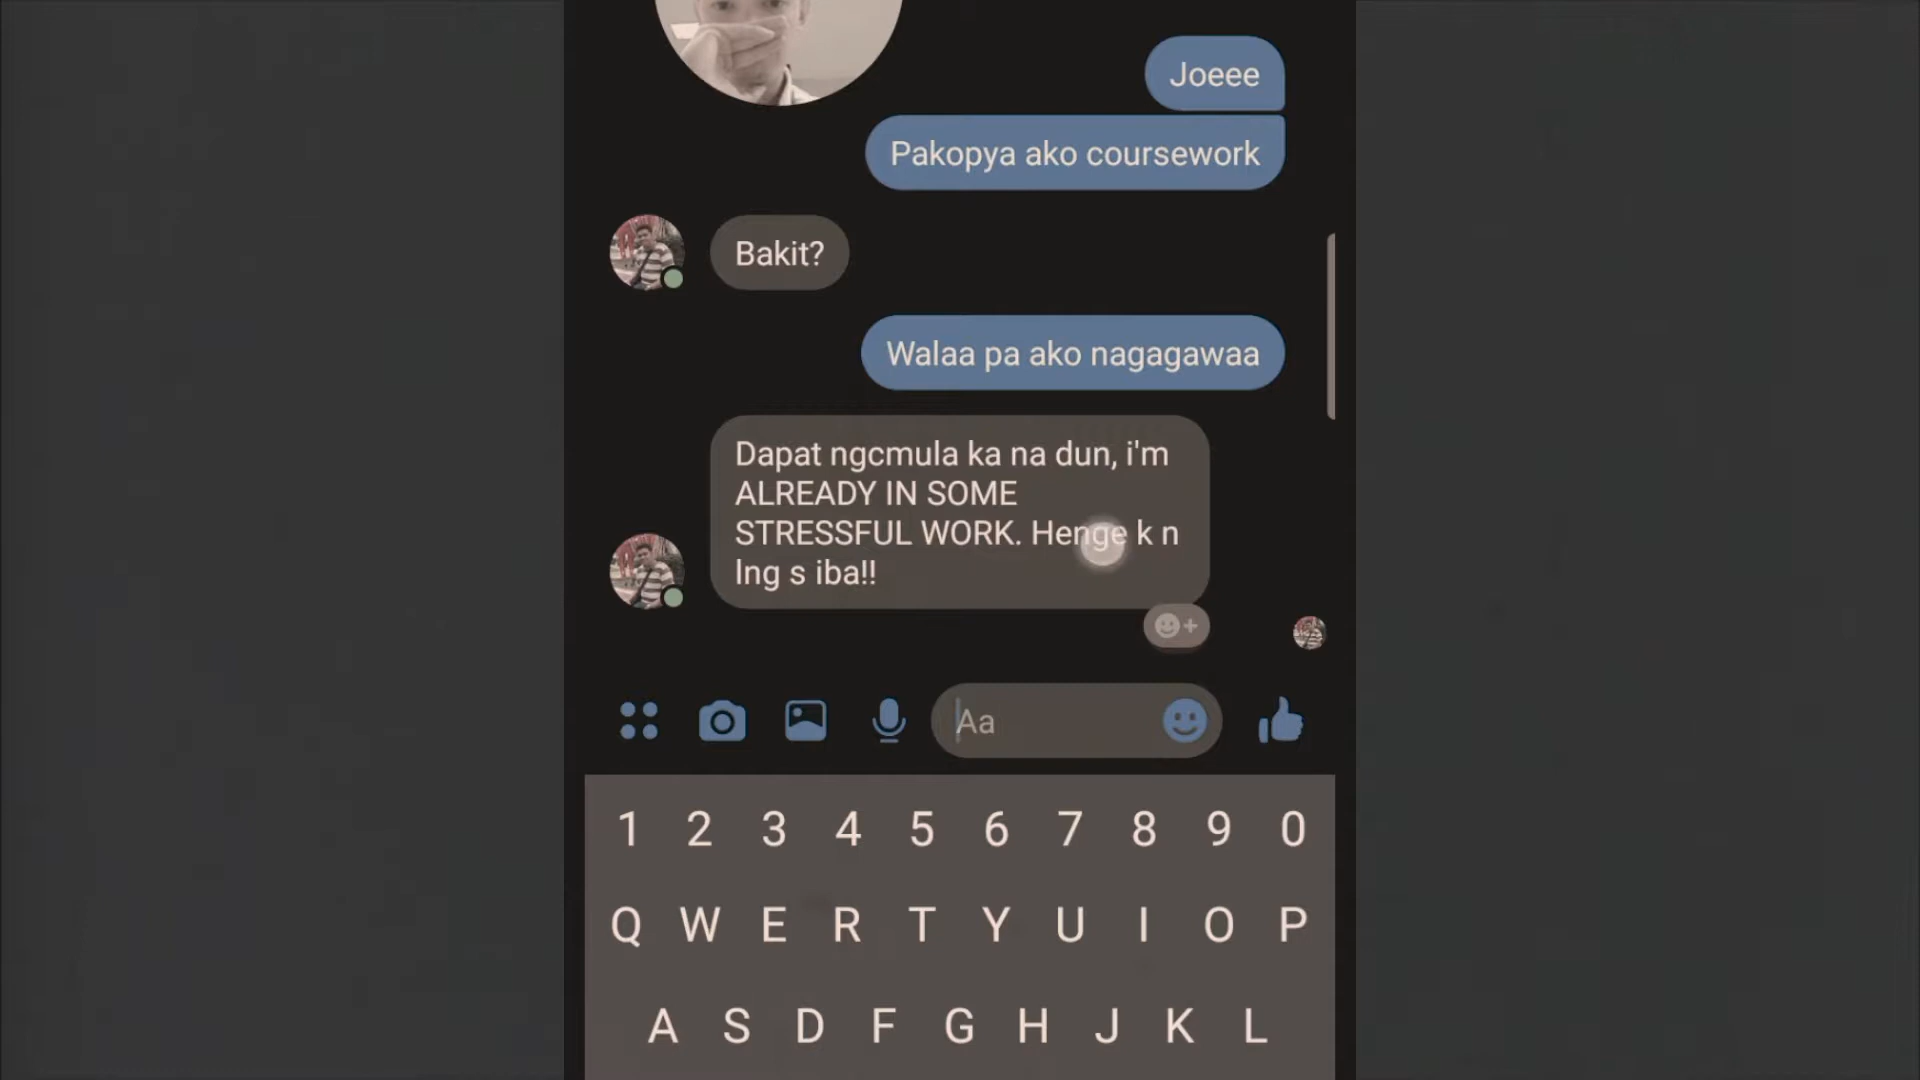 Joeee
Pakopya ako coursework
Bakit?
Walaa pa ako nagagawaa
Dapat ngcmula ka na dun, i'm
ALREADY IN SOME
STRESSFUL WORK. Henge k n
lng s iba!!
Aa
1 2 3 4 5 6 7 8 9 0
Q W E R T Y U I O P
A S D F G H J K L